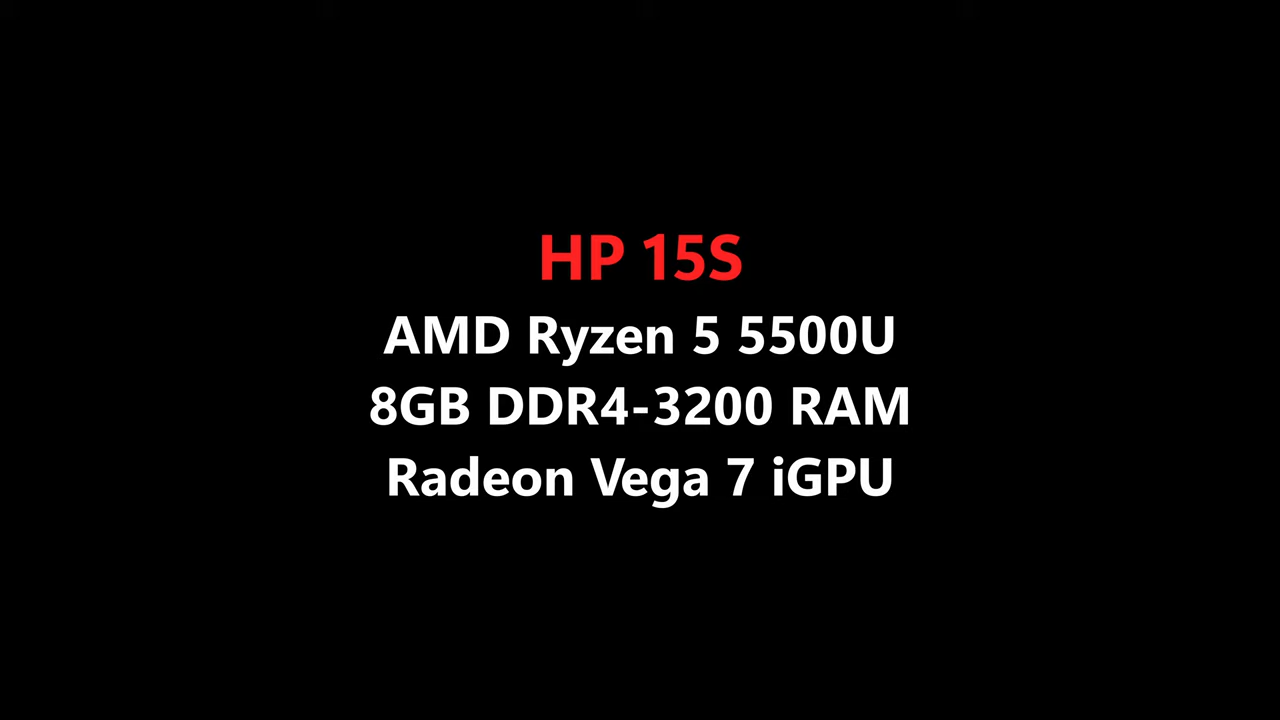 HP 15S
AMD Ryzen 5 5500U
8GB DDR4-3200 RAM
Radeon Vega 7 iGPU